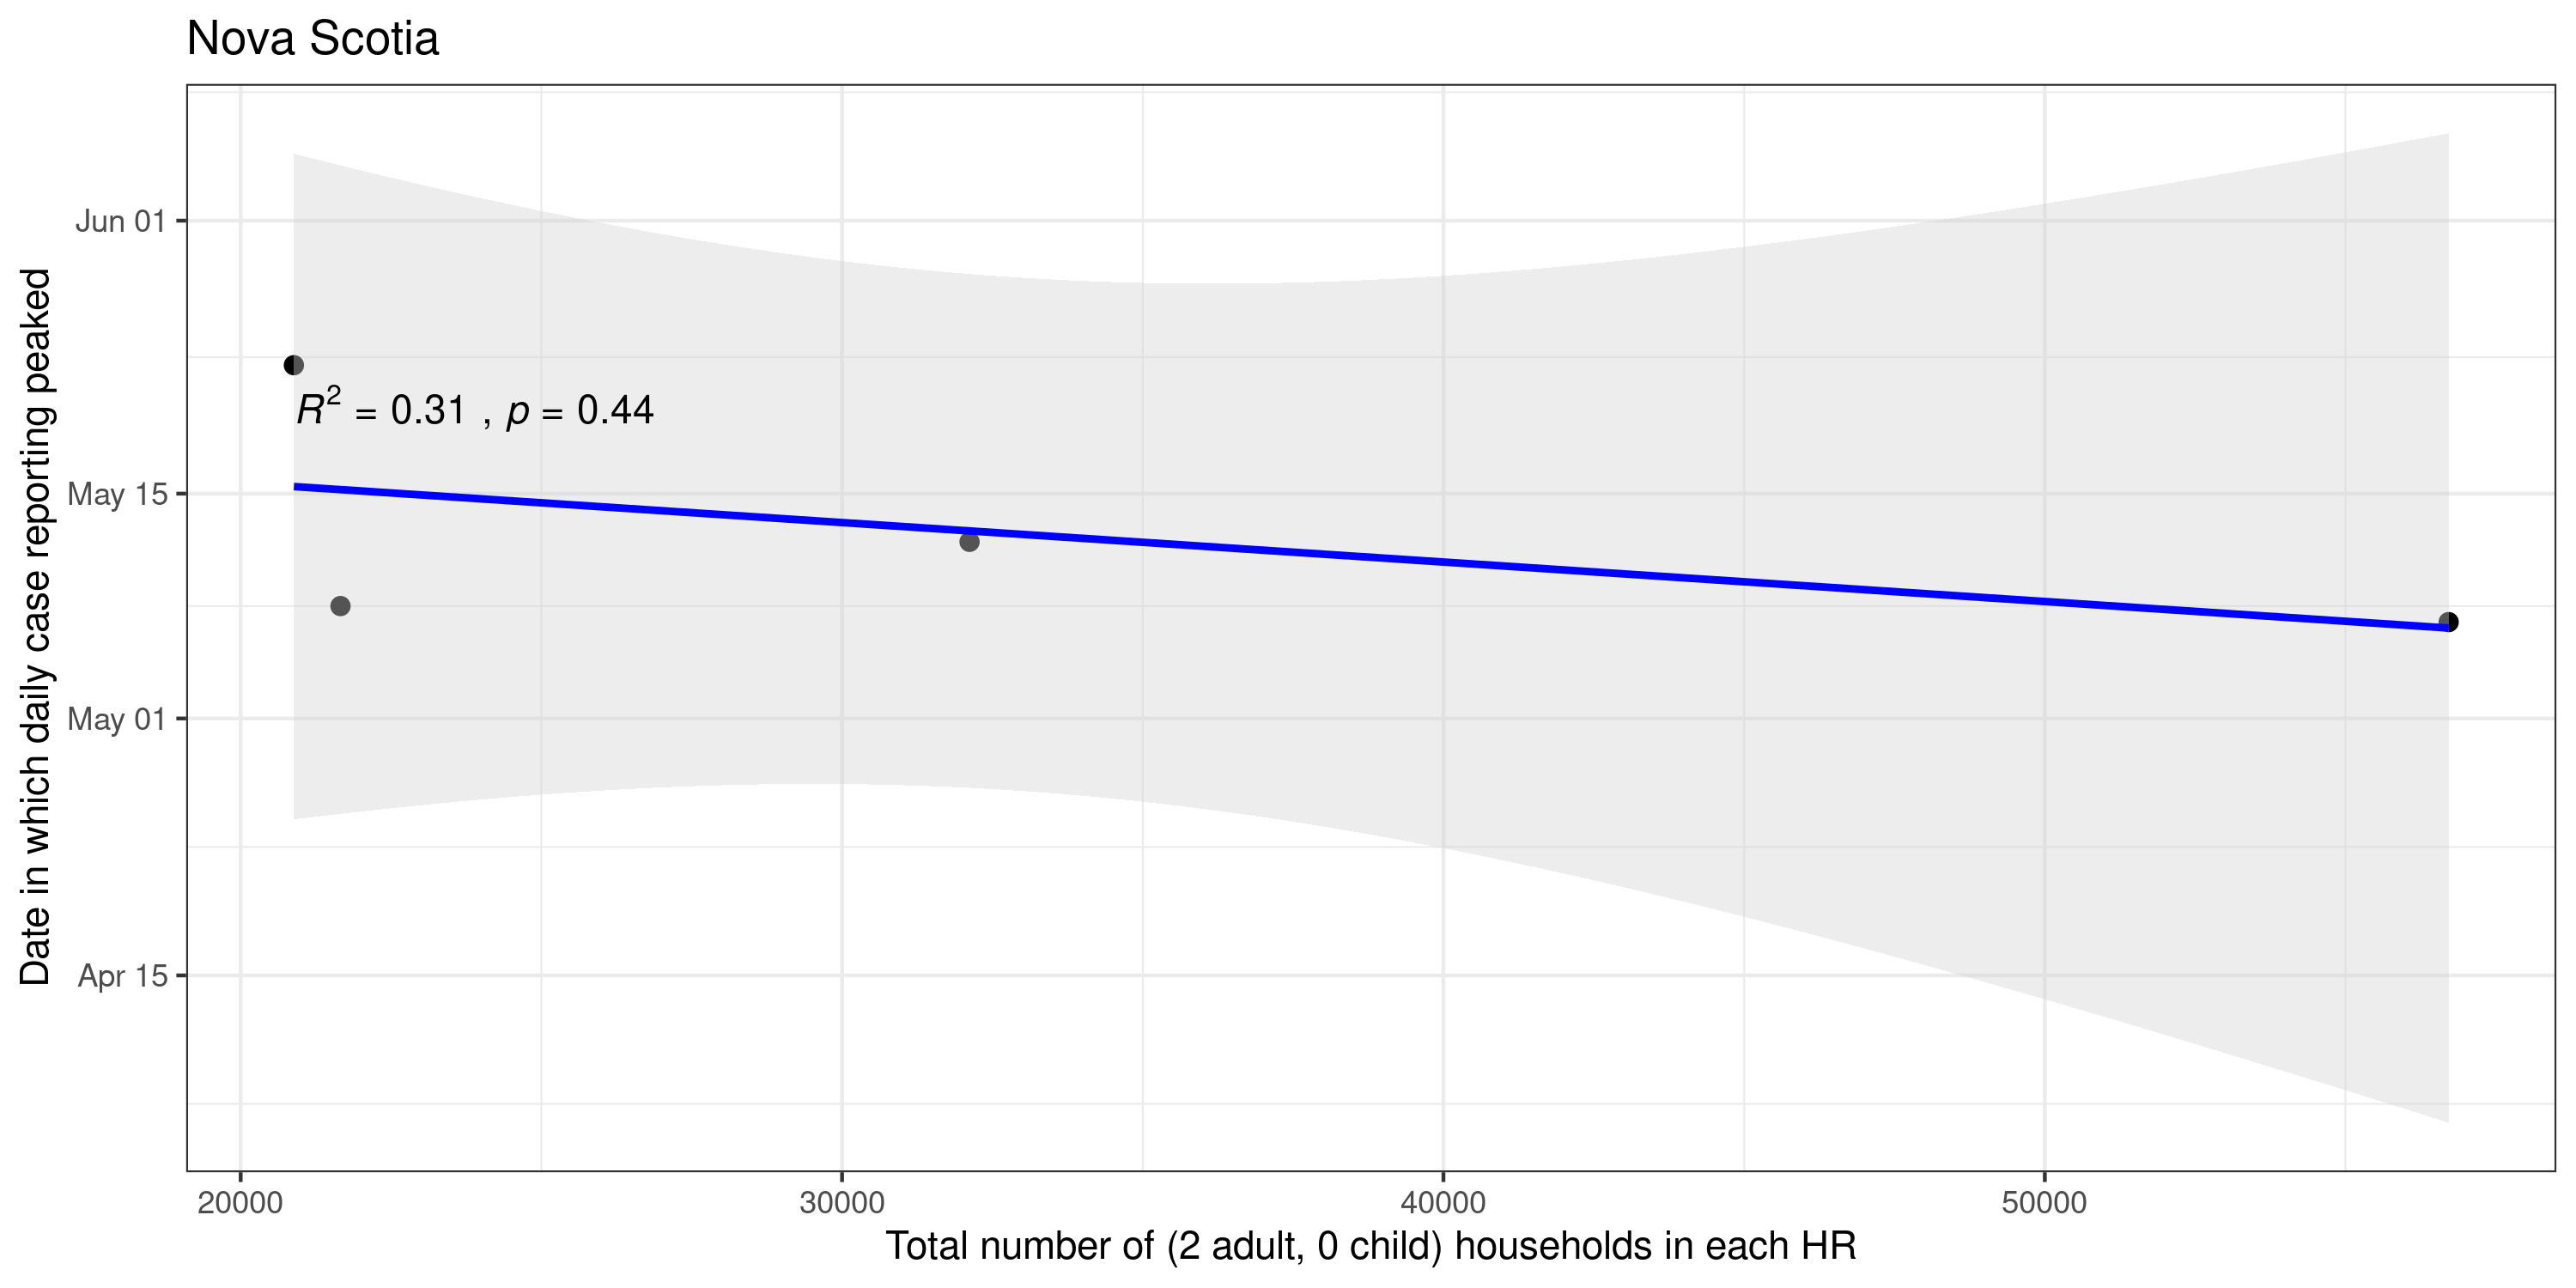 Nova Scotia
Date in which daily case reporting peaked
Jun 01
May 15
May 01
Apr 15
R² = 0.31 , p = 0.44
20000 30000 40000 50000
Total number of (2 adult, 0 child) households in each HR